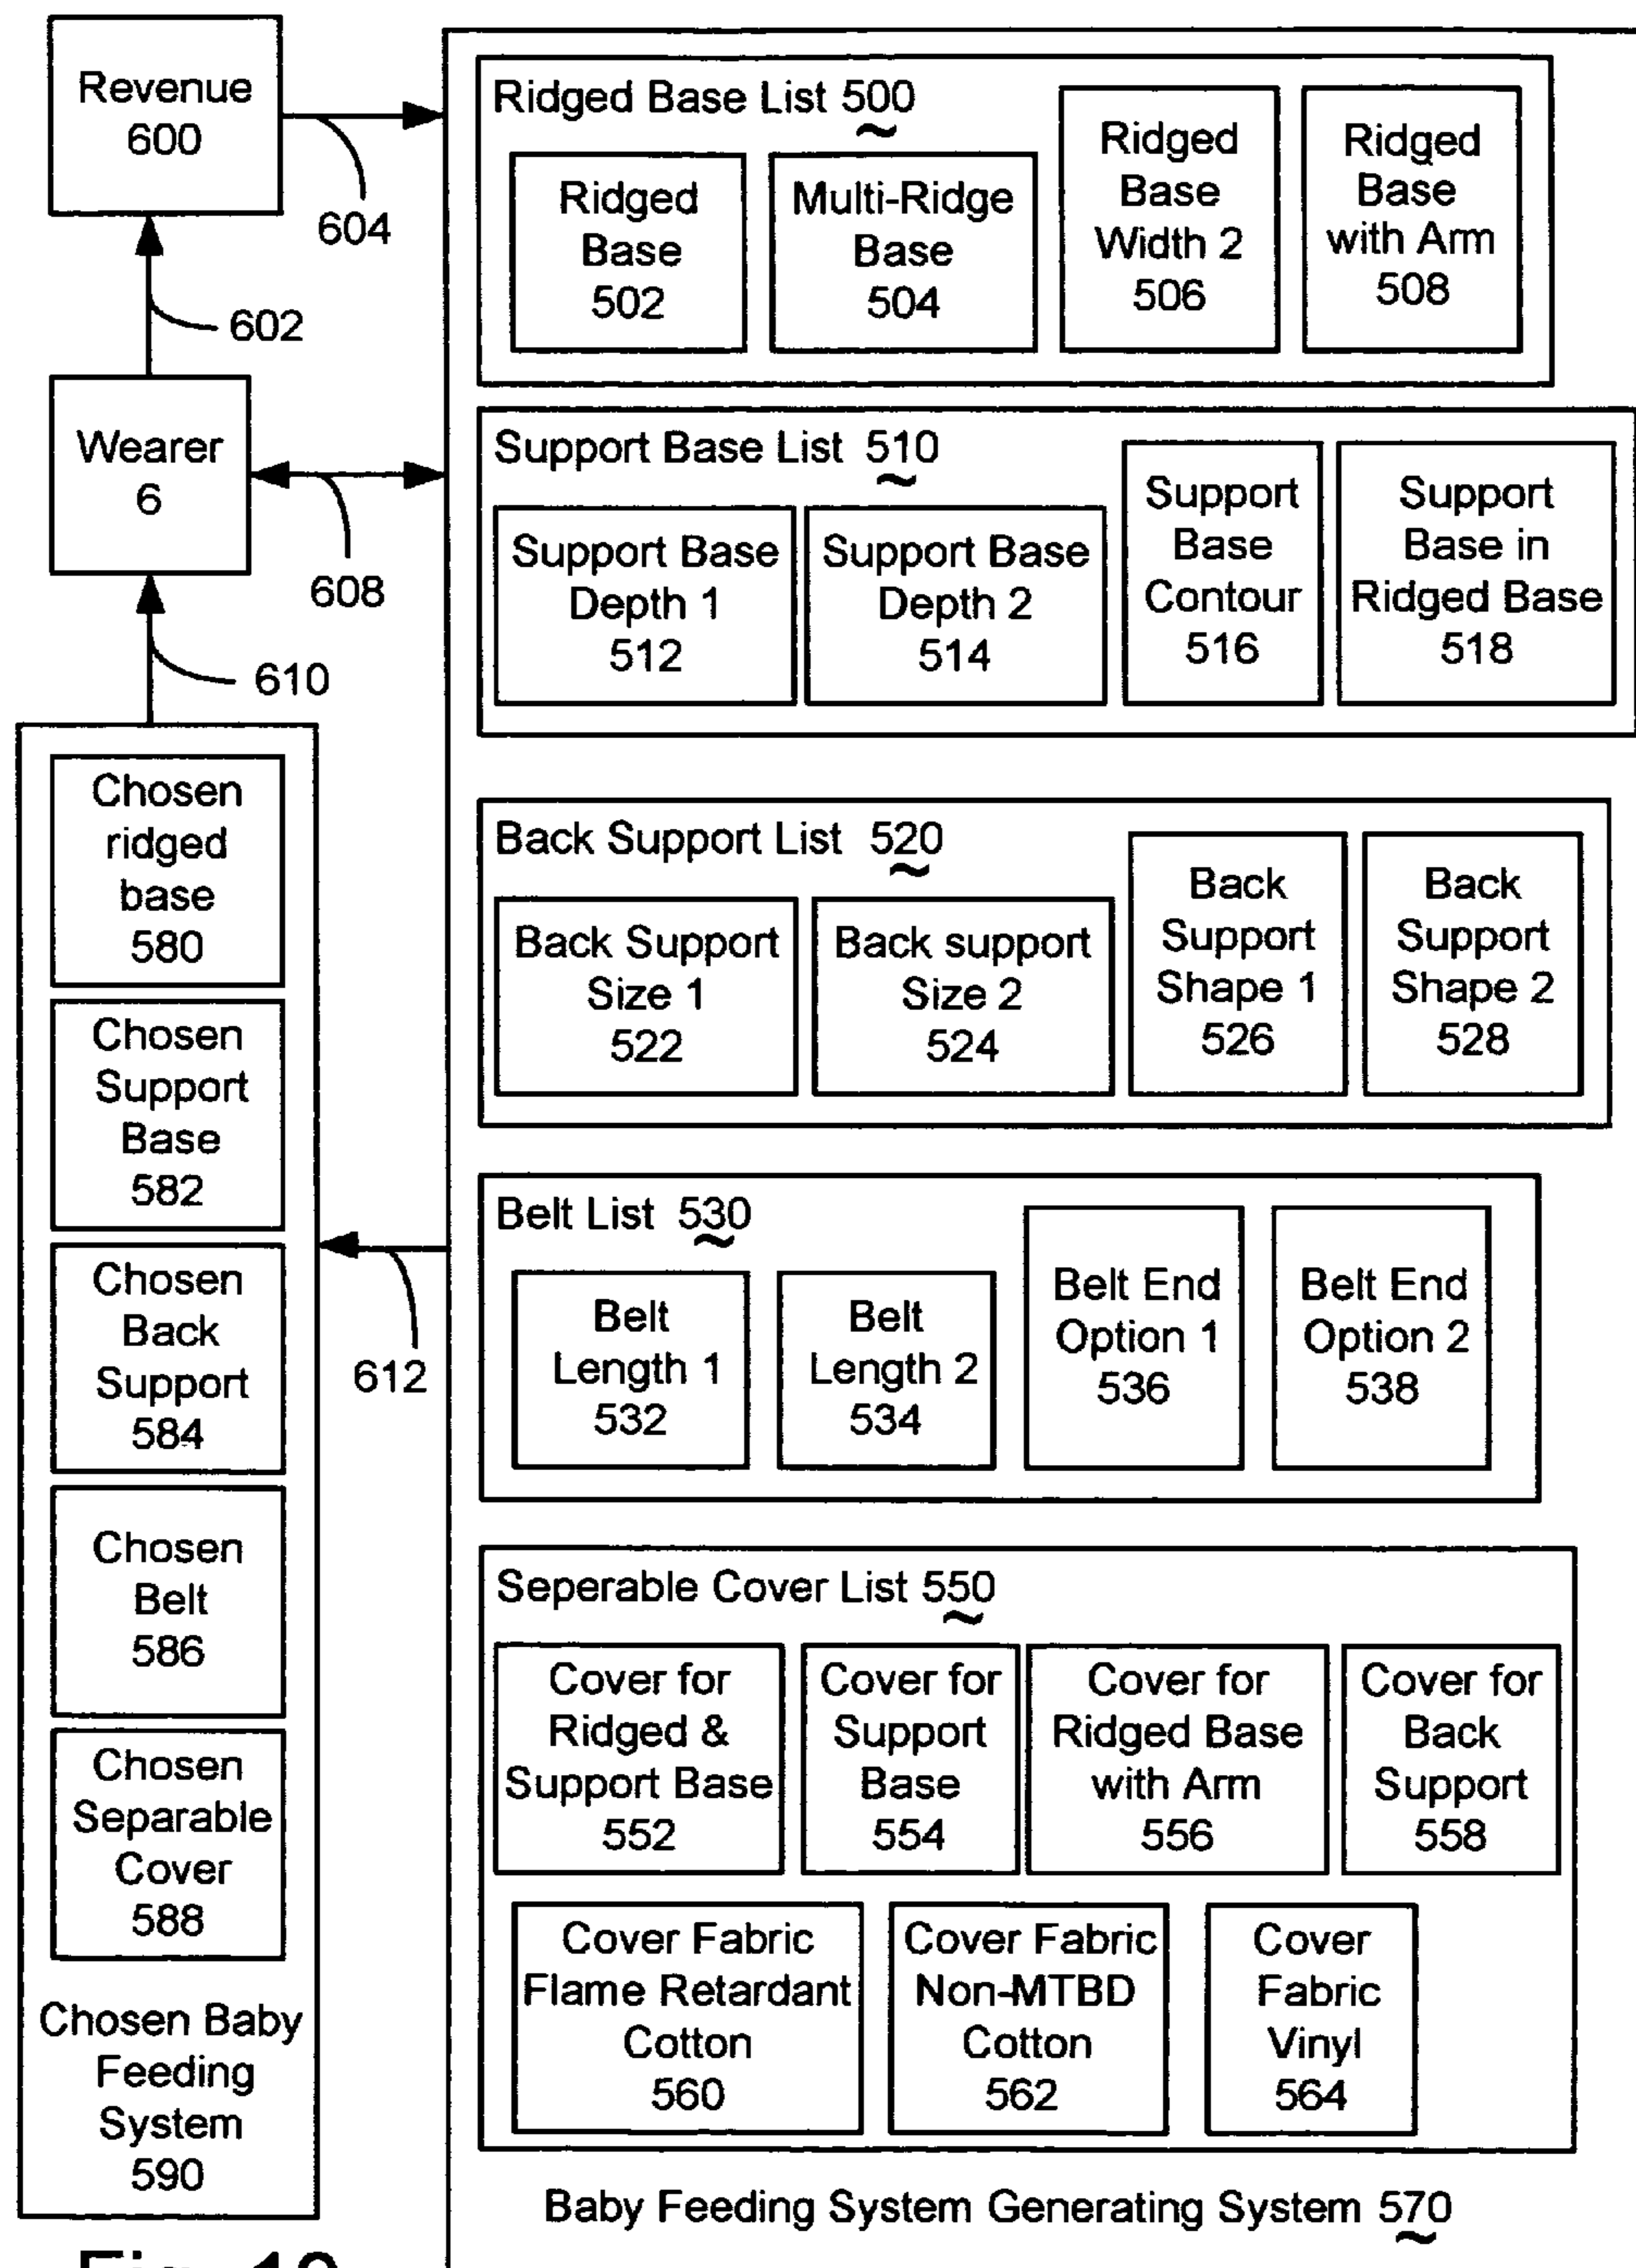 Revenue
600
604
602
Wearer
6
608
610
Chosen
ridged
base
580
Chosen
Support
Base
582
Chosen
Back
Support
584
Chosen
Belt
586
Chosen
Separable
Cover
588
Chosen Baby
Feeding
System
590
612
Ridged Base List 500
Ridged
Base
502
Multi-Ridge
Base
504
Ridged
Base
Width 2
506
Ridged
Base
with Arm
508
Support Base List 510
Support Base
Depth 1
512
Support Base
Depth 2
514
Support
Base
Contour
516
Support
Base in
Ridged Base
518
Back Support List 520
Back Support
Size 1
522
Back support
Size 2
524
Back
Support
Shape 1
526
Back
Support
Shape 2
528
Belt List 530
Belt
Length 1
532
Belt
Length 2
534
Belt End
Option 1
536
Belt End
Option 2
538
Seperable Cover List 550
Cover for
Ridged &
Support Base
552
Cover for
Support
Base
554
Cover for
Ridged Base
with Arm
556
Cover for
Back
Support
558
Cover Fabric
Flame Retardant
Cotton
560
Cover Fabric
Non-MTBD
Cotton
562
Cover
Fabric
Vinyl
564
Baby Feeding System Generating System 570